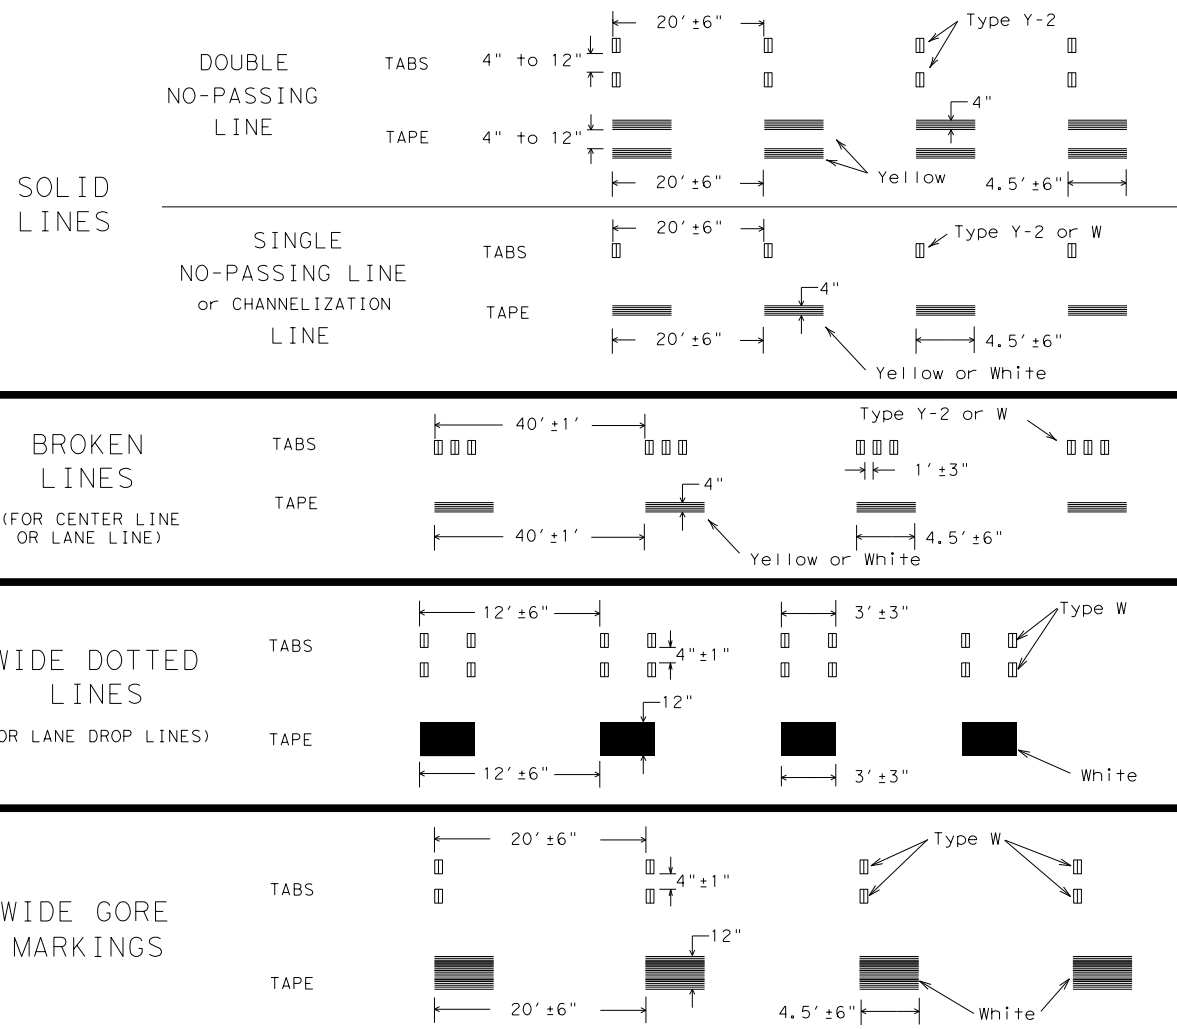 SOLID
LINES
DOUBLE
NO-PASSING
LINE
TABS
4" to 12"
20'±6"
Type Y-2
TAPE
4" to 12"
4"
Yellow
20'±6"
4.5'±6"
SINGLE
NO-PASSING LINE
or CHANNELIZATION
LINE
TABS
20'±6"
Type Y-2 or W
TAPE
4"
20'±6"
4.5'±6"
Yellow or White
BROKEN
LINES
(FOR CENTER LINE
OR LANE LINE)
TABS
40'±1'
Type Y-2 or W
1'±3"
TAPE
4"
40'±1'
4.5'±6"
Yellow or White
WIDE DOTTED
LINES
OR LANE DROP LINES)
TABS
12'±6"
3'±3"
Type W
4"±1"
TAPE
12"
12'±6"
3'±3"
White
WIDE GORE
MARKINGS
TABS
20'±6"
Type W
4"±1"
TAPE
12"
20'±6"
4.5'±6"
White